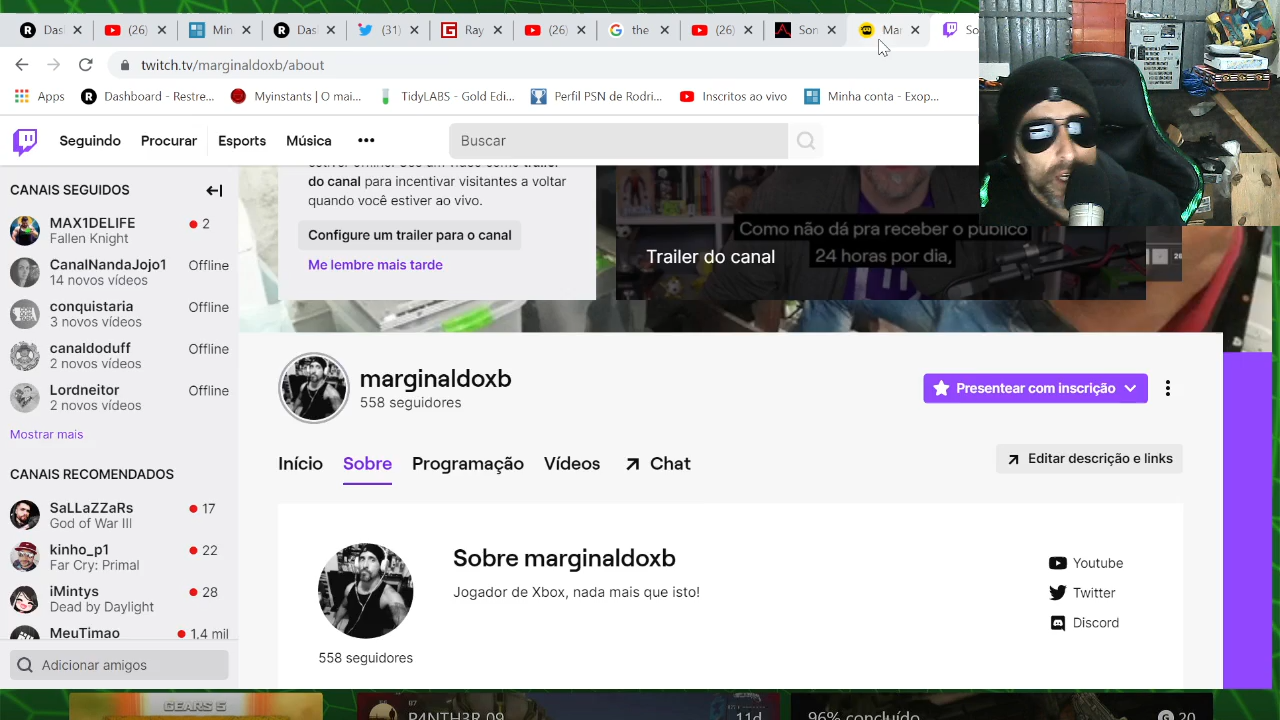 Das
(26)
Min
Das
(31)
Ray
(26)
the
(26
Son
Mar
So
twitch.tv/marginaldoxb/about
Apps
Dashboard - Restre...
Myinstants | O mai...
TidyLABS - Gold Edi...
Perfil PSN de Rodri...
Inscritos ao vivo
Minha conta - Exop...
Seguindo
Procurar
Esports
Música
Buscar
CANAIS SEGUIDOS
MAX1DELIFE
2
Fallen Knight
CanalNandaJojo1
Offline
14 novos vídeos
conquistaria
Offline
3 novos vídeos
canaldoduff
Offline
2 novos vídeos
Lordneitor
Offline
2 novos vídeos
Mostrar mais
CANAIS RECOMENDADOS
SaLLaZZaRs
17
God of War III
kinho_p1
22
Far Cry: Primal
iMintys
28
Dead by Daylight
MeuTimao
1,4 mil
Adicionar amigos
do canal para incentivar visitantes a voltar
quando você estiver ao vivo.
Configure um trailer para o canal
Me lembre mais tarde
Como não dá pra receber o público
24 horas por dia,
Trailer do canal
marginaldoxb
558 seguidores
Presentear com inscrição
Início
Sobre
Programação
Vídeos
Chat
Editar descrição e links
Sobre marginaldoxb
Jogador de Xbox, nada mais que isto!
558 seguidores
Youtube
Twitter
Discord
GEARS 5
P4NTH3R 09
11d
96% concluído
20